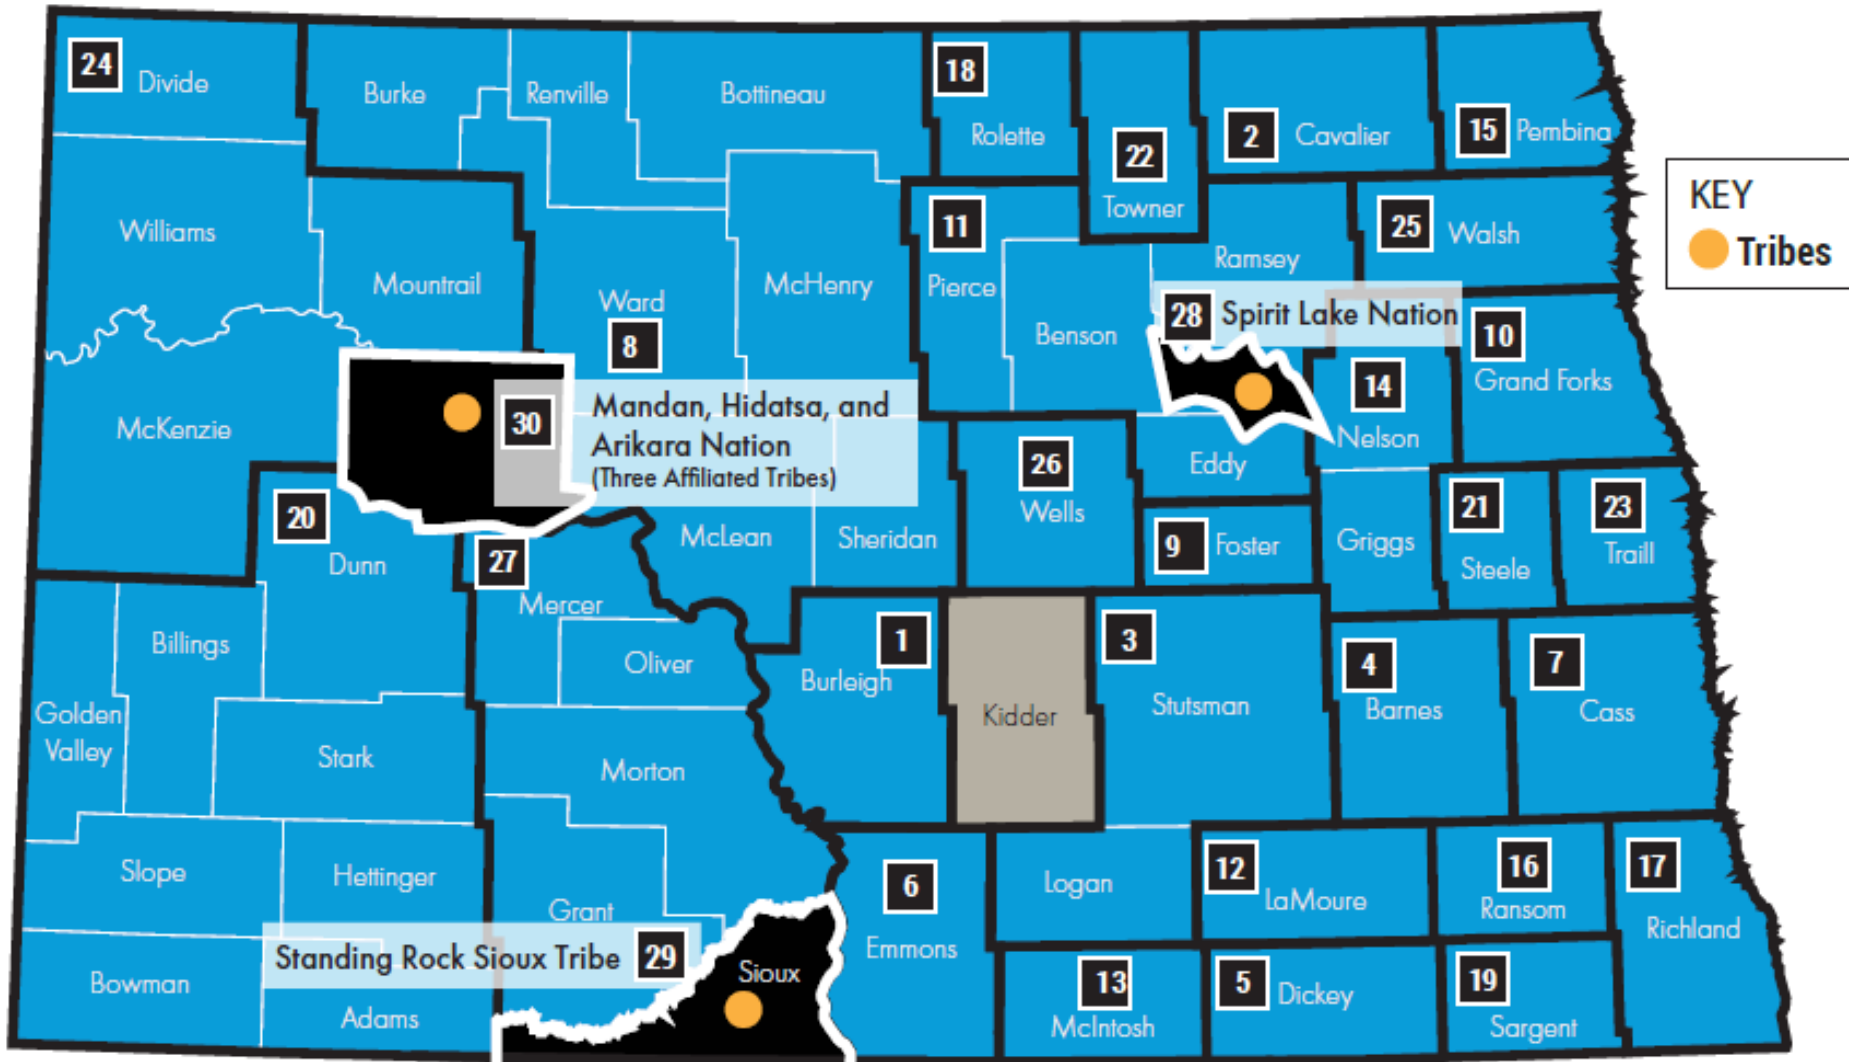 24
Divide
Burke
Renville
Bottineau
18
Rolette
22
Towner
2
Cavalier
15
Pembina
KEY
Tribes
Williams
Mountrail
Ward
8
McHenry
11
Pierce
Benson
Ramsey
25
Walsh
28
Spirit Lake Nation
10
Grand Forks
14
Nelson
McKenzie
30
Mandan, Hidatsa, and
Arikara Nation
(Three Affiliated Tribes)
20
Dunn
27
Mercer
McLean
Sheridan
26
Wells
Eddy
9
Foster
Griggs
21
Steele
23
Traill
Billings
Oliver
1
Burleigh
Kidder
3
Stutsman
4
Barnes
7
Cass
Golden
Valley
Stark
Morton
Slope
Hettinger
Grant
6
Emmons
Logan
12
LaMoure
16
Ransom
17
Richland
Standing Rock Sioux Tribe
29
Sioux
Bowman
Adams
13
McIntosh
5
Dickey
19
Sargent